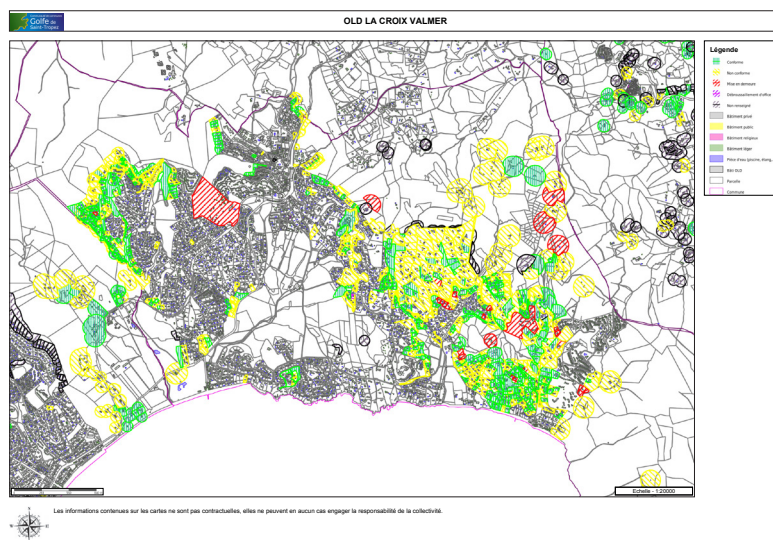 Golfe de
Saint-Tropez
OLD LA CROIX VALMER
Légende
Conforme
Non conforme
Mise en demeure
Débroussaillement d'office
Non renseigné
Bâtiment privé
Bâtiment public
Bâtiment religieux
Bâtiment léger
Pièce d'eau (piscine, étang,
Bâti OLD
Parcelle
Commune
Echelle - 1:20000
Les informations contenues sur les cartes ne sont pas contractuelles, elles ne peuvent en aucun cas engager la responsabilité de la collectivité.